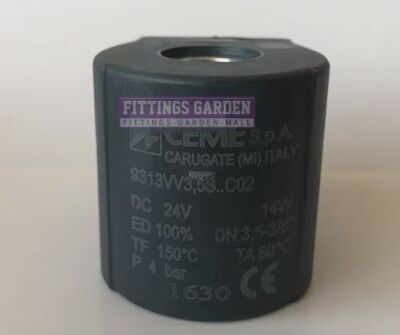 FITTINGS GARDEN
FITTINGS-GARDEN-MALL
CEME S.p.A.
CARUGATE (MI) ITALY
9313VV3,5S..C02
DC 24V 14W
ED 100% DN 3,5-3/8"
TF 150°C TA 60°C
P 4 bar CE
1630